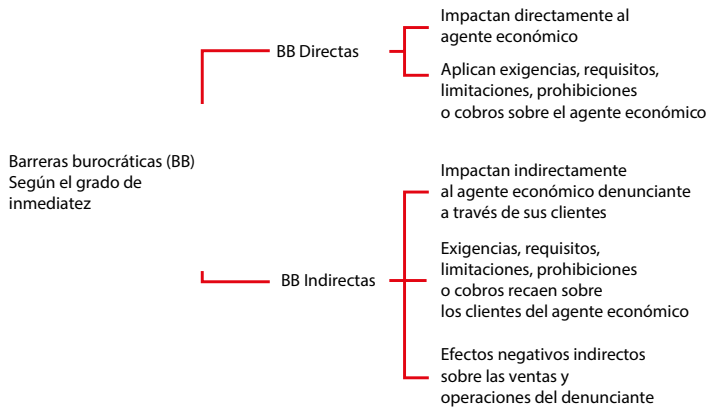 Barreras burocráticas (BB)
Según el grado de
inmediatez
BB Directas
Impactan directamente al
agente económico
Aplican exigencias, requisitos,
limitaciones, prohibiciones
o cobros sobre el agente económico
BB Indirectas
Impactan indirectamente
al agente económico denunciante
a través de sus clientes
Exigencias, requisitos,
limitaciones, prohibiciones
o cobros recaen sobre
los clientes del agente económico
Efectos negativos indirectos
sobre las ventas y
operaciones del denunciante